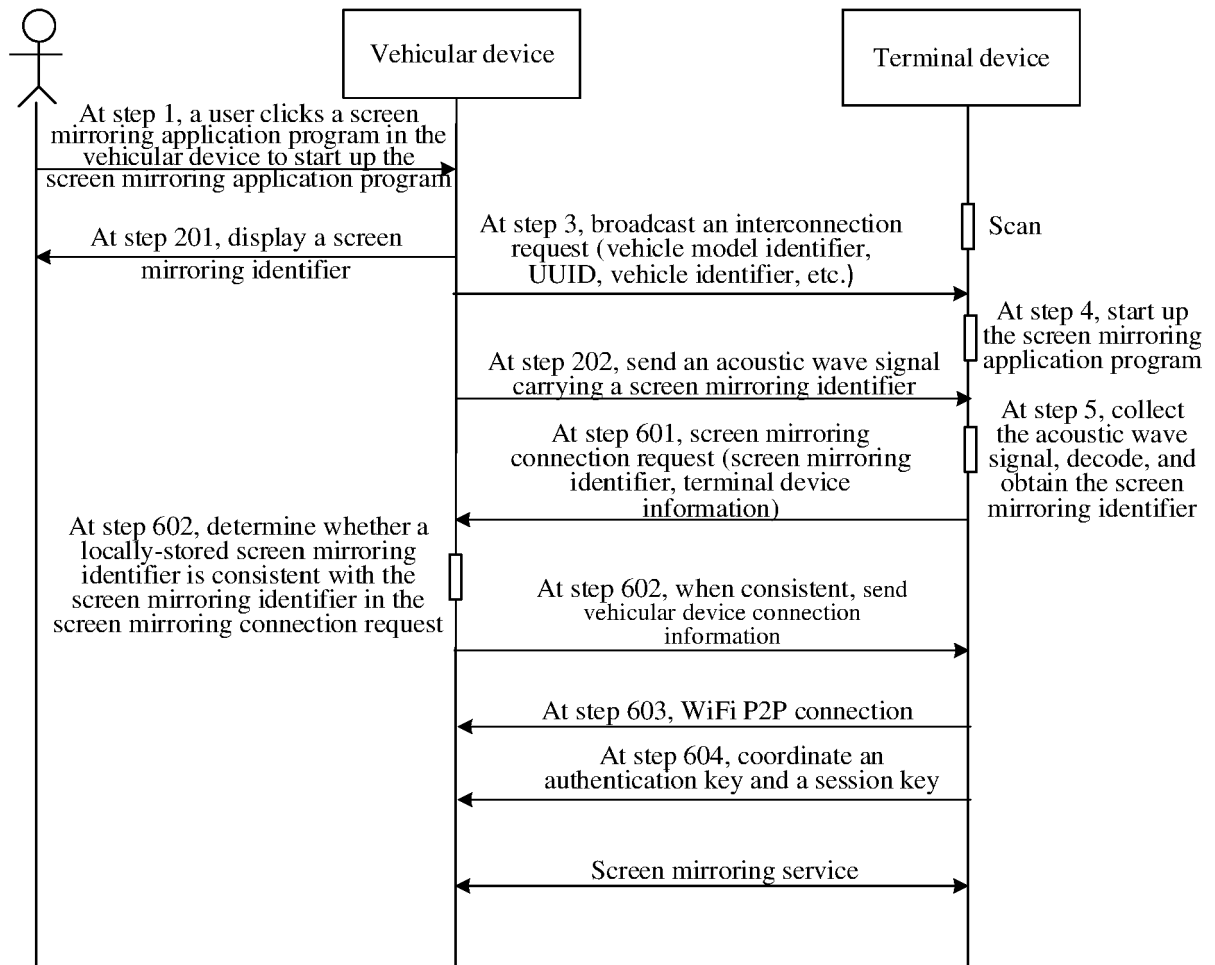 Vehicular device
Terminal device
At step 1, a user clicks a screen
mirroring application program in the
vehicular device to start up the
screen mirroring application program
At step 201, display a screen
mirroring identifier
At step 3, broadcast an interconnection
request (vehicle model identifier,
UUID, vehicle identifier, etc.)
Scan
At step 4, start up
the screen mirroring
application program
At step 202, send an acoustic wave signal
carrying a screen mirroring identifier
At step 5, collect
the acoustic wave
signal, decode, and
obtain the screen
mirroring identifier
At step 601, screen mirroring
connection request (screen mirroring
identifier, terminal device
information)
At step 602, determine whether a
locally-stored screen mirroring
identifier is consistent with the
screen mirroring identifier in the
screen mirroring connection request
At step 602, when consistent, send
vehicular device connection
information
At step 603, WiFi P2P connection
At step 604, coordinate an
authentication key and a session key
Screen mirroring service